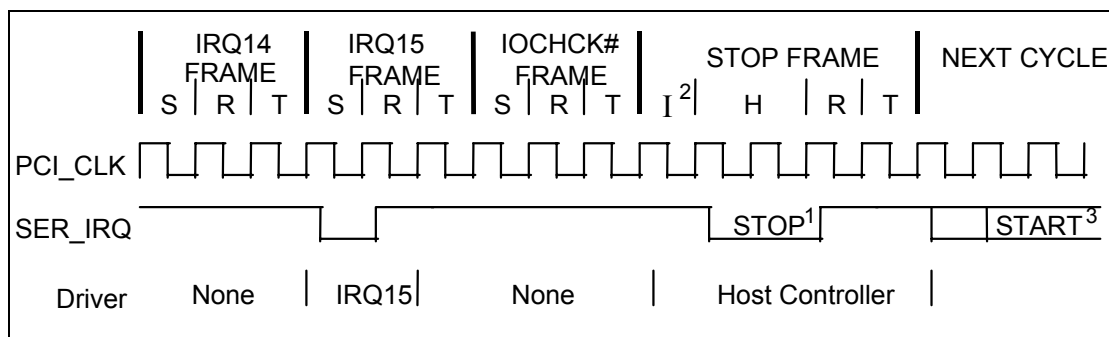 IRQ14 FRAME
IRQ15 FRAME
IOCHCK# FRAME
STOP FRAME
NEXT CYCLE
S R T S R T S R T I² H R T
PCI_CLK
SER_IRQ STOP¹ START³
Driver None IRQ15 None Host Controller